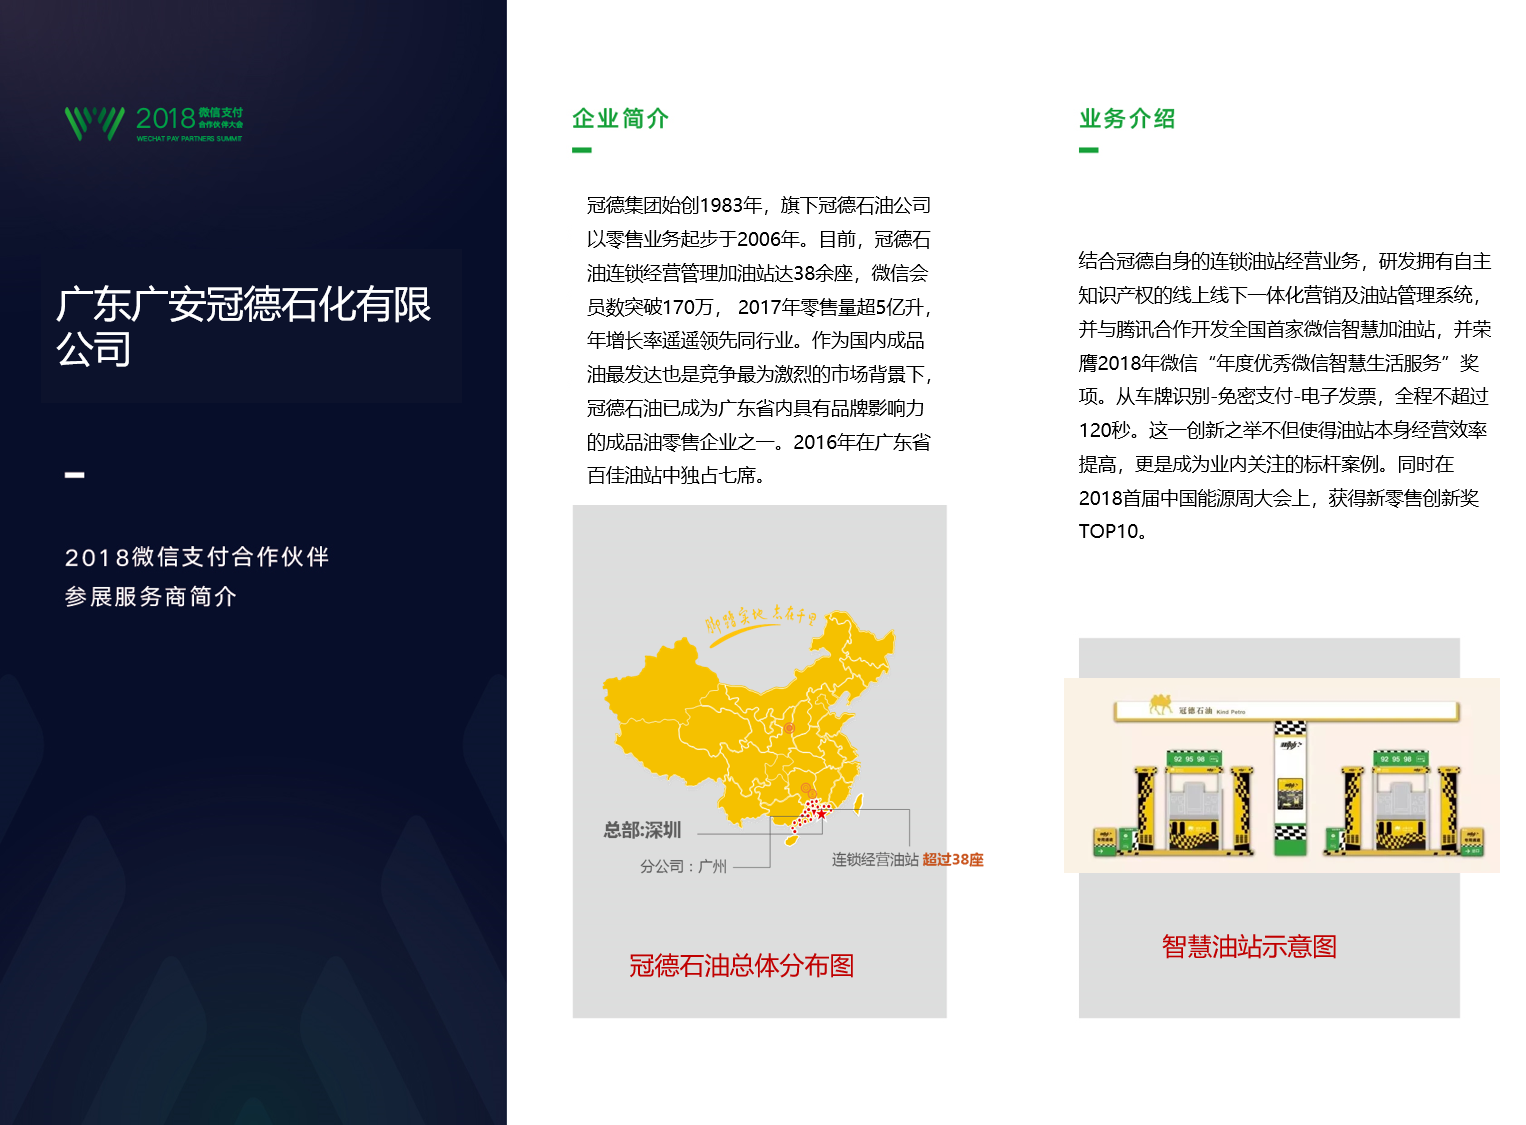 2018 微信支付
合作伙伴大会
WECHAT PAY PARTNERS SUMMIT
广东广安冠德石化有限
公司
2018微信支付合作伙伴
参展服务商简介
企业简介
冠德集团始创1983年，旗下冠德石油公司
以零售业务起步于2006年。目前，冠德石
油连锁经营管理加油站达38余座，微信会
员数突破170万， 2017年零售量超5亿升，
年增长率遥遥领先同行业。作为国内成品
油最发达也是竞争最为激烈的市场背景下，
冠德石油已成为广东省内具有品牌影响力
的成品油零售企业之一。2016年在广东省
百佳油站中独占七席。
脚踏实地 志在千里
总部:深圳
分公司：广州
连锁经营油站 超过38座
冠德石油总体分布图
业务介绍
结合冠德自身的连锁油站经营业务，研发拥有自主
知识产权的线上线下一体化营销及油站管理系统，
并与腾讯合作开发全国首家微信智慧加油站，并荣
膺2018年微信“年度优秀微信智慧生活服务”奖
项。从车牌识别-免密支付-电子发票，全程不超过
120秒。这一创新之举不但使得油站本身经营效率
提高，更是成为业内关注的标杆案例。同时在
2018首届中国能源周大会上，获得新零售创新奖
TOP10。
冠德石油 Kind Petro
92 95 98
92 95 98
智慧油站示意图